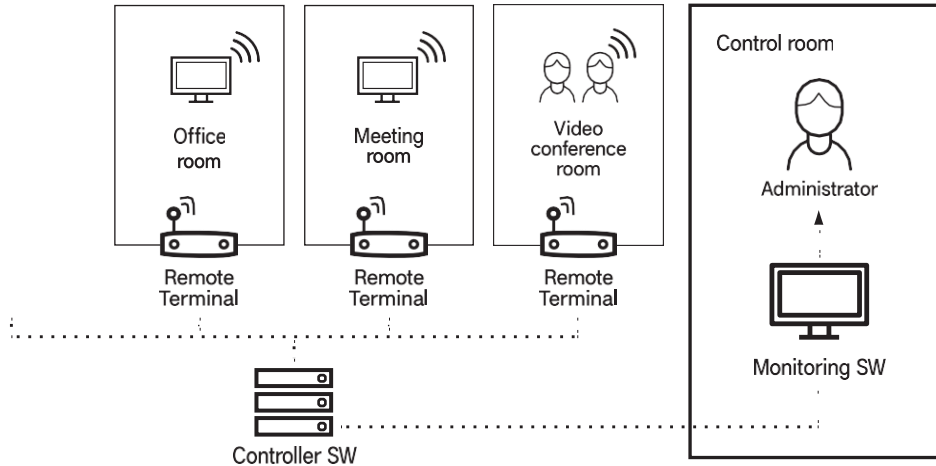 Control room
Office
room
Meeting
room
Video
conference
room
Administrator
Remote
Terminal
Remote
Terminal
Remote
Terminal
Monitoring SW
Controller SW